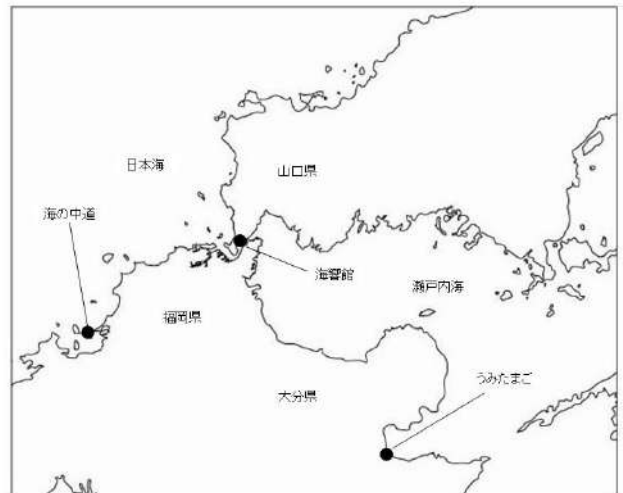 日本海
山口県
海の中道
海響館
瀬戸内海
福岡県
うみたまご
大分県